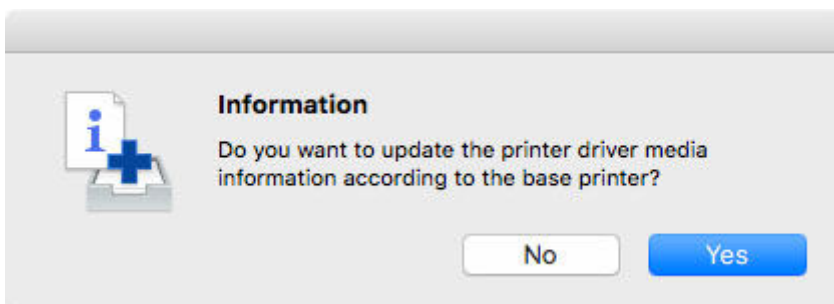 i
Information
Do you want to update the printer driver media
information according to the base printer?
No
Yes